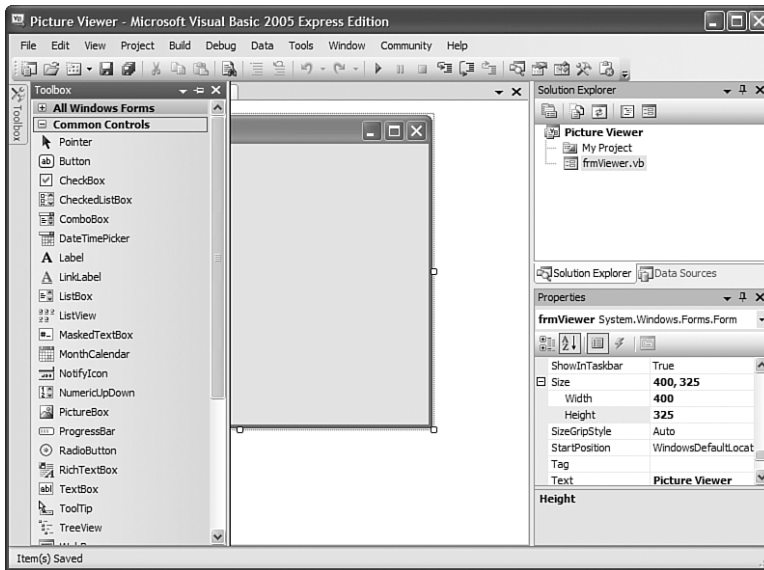 Picture Viewer - Microsoft Visual Basic 2005 Express Edition
File Edit View Project Build Debug Data Tools Window Community Help
Toolbox
Toolbox
All Windows Forms
Common Controls
Pointer
Button
CheckBox
CheckedListBox
ComboBox
DateTimePicker
A Label
A LinkLabel
ListBox
ListView
MaskedTextBox
MonthCalendar
NotifyIcon
NumericUpDown
PictureBox
ProgressBar
RadioButton
RichTextBox
abl TextBox
ToolTip
TreeView
Solution Explorer
Picture Viewer
My Project
frmViewer.vb
Solution Explorer Data Sources
Properties
frmViewer System.Windows.Forms.Form
ShowInTaskbar True
Size 400, 325
Width 400
Height 325
SizeGripStyle Auto
StartPosition WindowsDefaultLocat
Tag
Text Picture Viewer
Height
Item(s) Saved